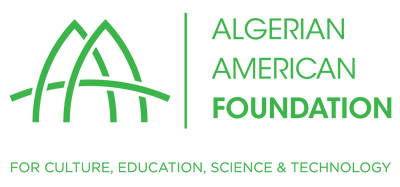 ALGERIAN
AMERICAN
FOUNDATION
FOR CULTURE, EDUCATION, SCIENCE & TECHNOLOGY